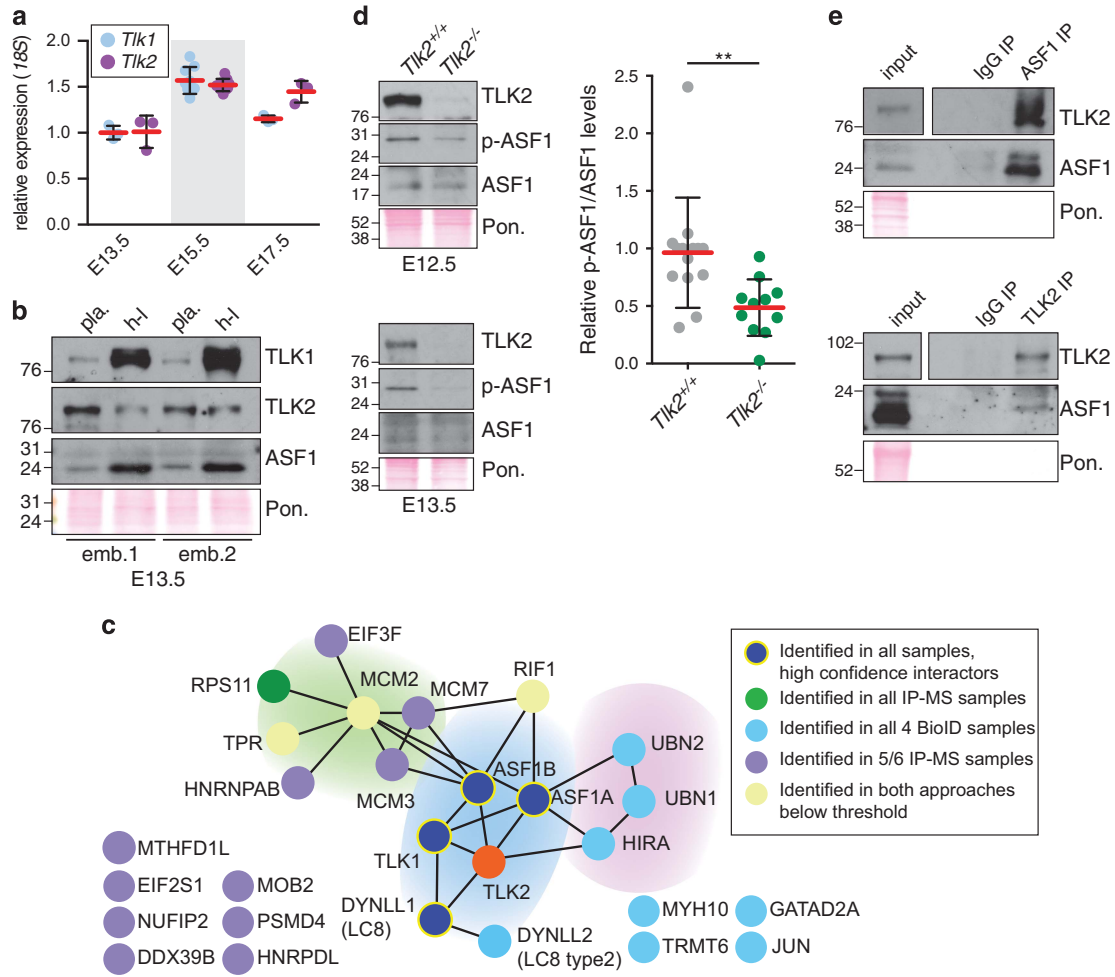 a
Tlk1
Tlk2
relative expression (18S)
2.0
1.5
1.0
0.5
0.0
E13.5
E15.5
E17.5
b
pla.
h-l
pla.
h-l
76
TLK1
76
TLK2
31
24
ASF1
31
24
Pon.
emb.1
emb.2
E13.5
d
Tlk2+/+
Tlk2-/-
76
TLK2
31
24
p-ASF1
24
17
ASF1
52
38
Pon.
E12.5
76
TLK2
31
24
p-ASF1
24
ASF1
52
38
Pon.
E13.5
Relative p-ASF1/ASF1 levels
**
2.5
2.0
1.5
1.0
0.5
0.0
Tlk2+/+
Tlk2-/-
e
input
IgG IP
ASF1 IP
76
TLK2
24
ASF1
52
38
Pon.
input
IgG IP
TLK2 IP
102
TLK2
24
ASF1
52
Pon.
c
EIF3F
RPS11
MCM2
MCM7
RIF1
TPR
HNRNPAB
MCM3
ASF1B
ASF1A
UBN2
UBN1
HIRA
TLK1
TLK2
DYNLL1
(LC8)
DYNLL2
(LC8 type2)
MTHFD1L
EIF2S1
MOB2
NUFIP2
PSMD4
DDX39B
HNRPDL
MYH10
GATAD2A
TRMT6
JUN
Identified in all samples,
high confidence interactors
Identified in all IP-MS samples
Identified in all 4 BioID samples
Identified in 5/6 IP-MS samples
Identified in both approaches
below threshold